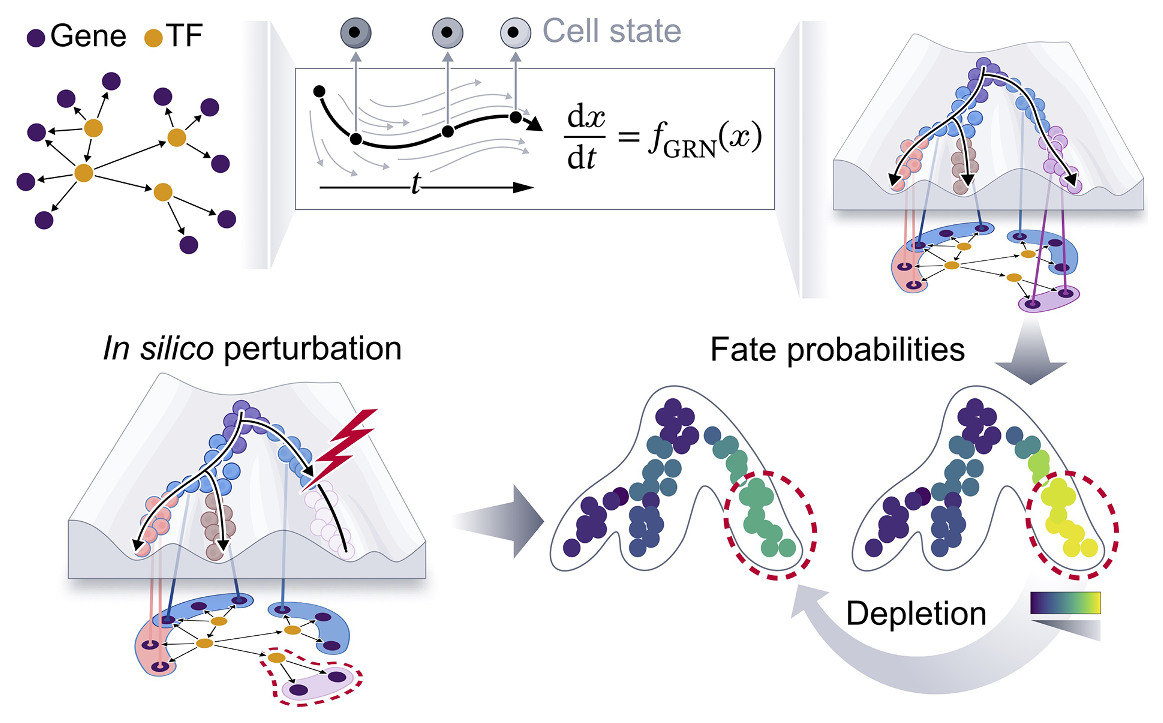 Gene TF
Cell state
dx/dt = f_GRN(x)
t
In silico perturbation
Fate probabilities
Depletion